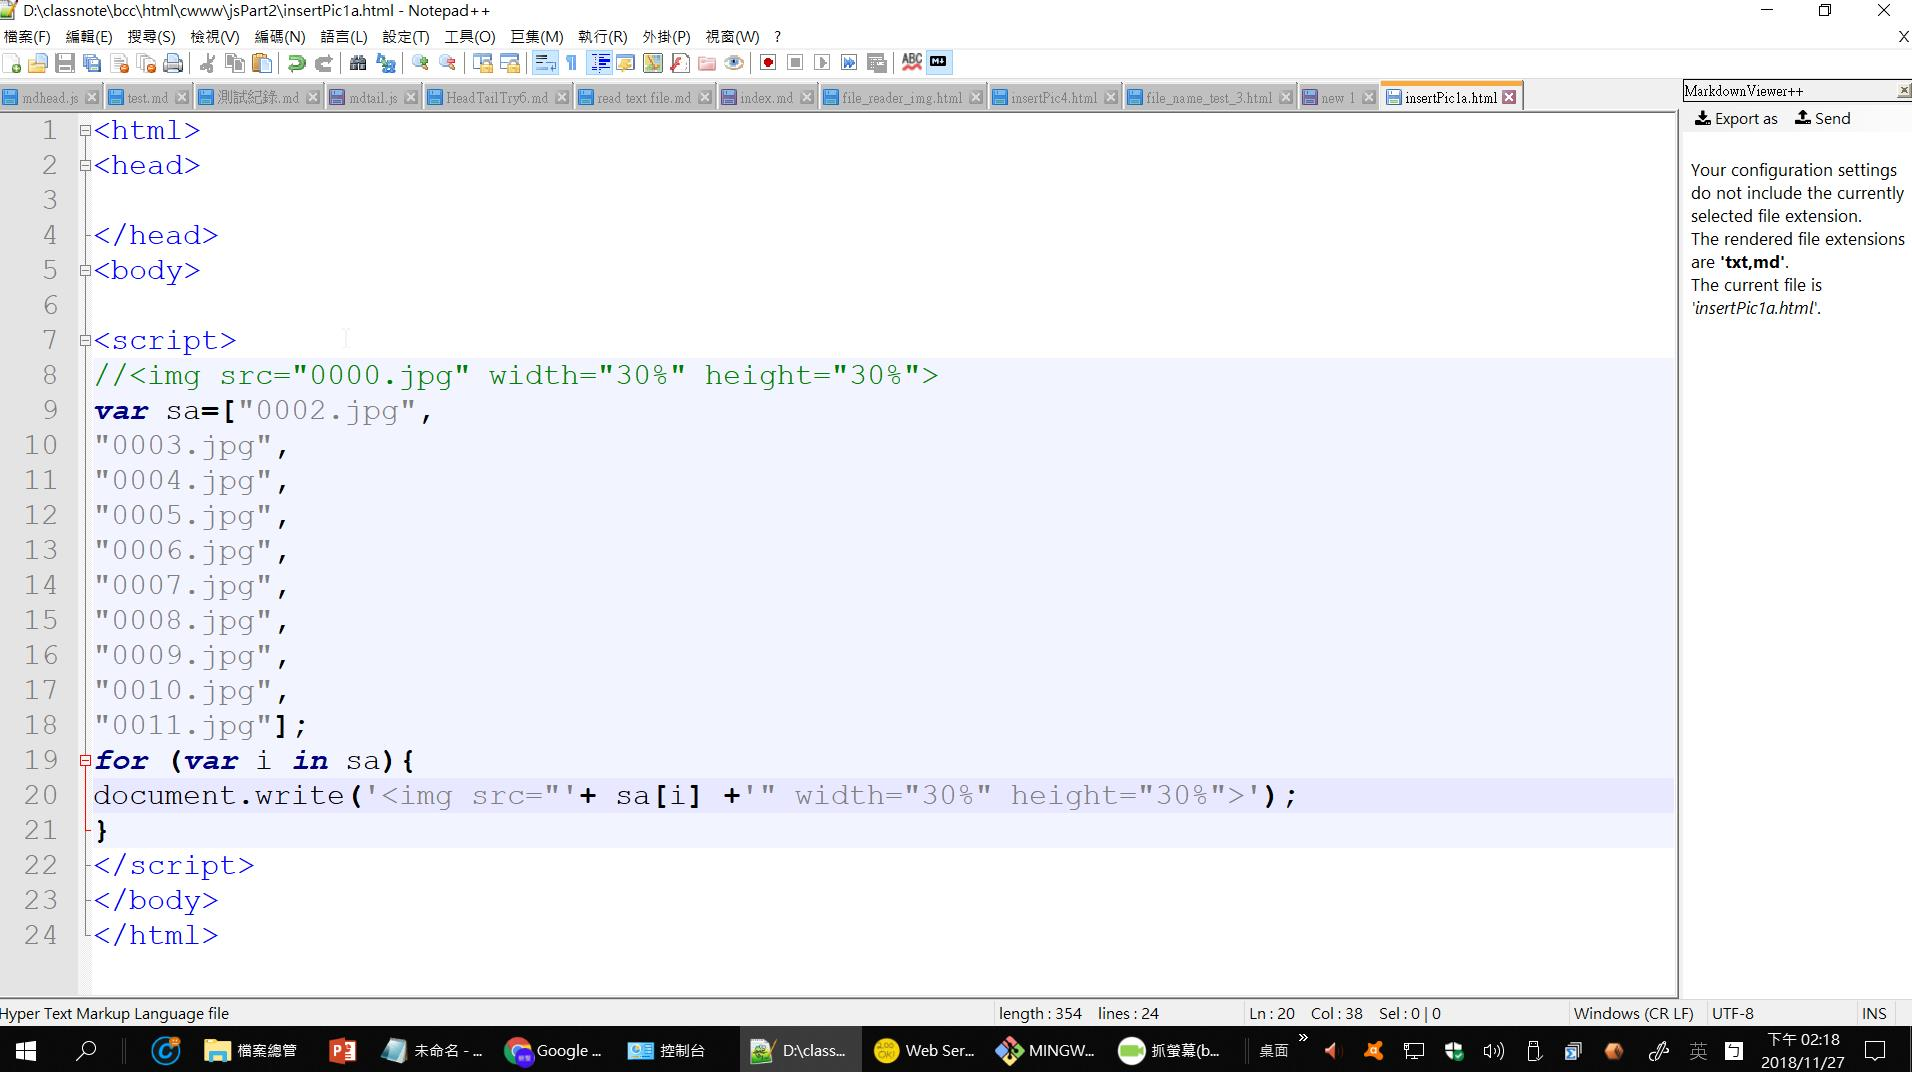 D:\classnote\bcc\html\cwww\jsPart2\insertPic1a.html - Notepad++
檔案(F) 編輯(E) 搜尋(S) 檢視(V) 編碼(N) 語言(L) 設定(T) 工具(O) 巨集(M) 執行(R) 外掛(P) 視窗(W) ? X
mdhead.js test.md 測試紀錄.md mdtail.js HeadTailTry6.md read text file.md index.md file_reader_img.html insertPic4.html file_name_test_3.html new 1 insertPic1a.html
1 <html>
2 <head>
3
4 </head>
5 <body>
6
7 <script>
8 //<img src="0000.jpg" width="30%" height="30%">
9 var sa=["0002.jpg",
10 "0003.jpg",
11 "0004.jpg",
12 "0005.jpg",
13 "0006.jpg",
14 "0007.jpg",
15 "0008.jpg",
16 "0009.jpg",
17 "0010.jpg",
18 "0011.jpg"];
19 for (var i in sa){
20 document.write('<img src="'+ sa[i] +'" width="30%" height="30%">');
21 }
22 </script>
23 </body>
24 </html>
MarkdownViewer++
Export as Send
Your configuration settings
do not include the currently
selected file extension.
The rendered file extensions
are 'txt,md'.
The current file is
'insertPic1a.html'.
Hyper Text Markup Language file length : 354 lines : 24 Ln : 20 Col : 38 Sel : 0 | 0 Windows (CR LF) UTF-8 INS
檔案總管 未命名 - ... Google ... 控制台 D:\class... Web Ser... MINGW... 抓螢幕(b... 桌面 英 下午 02:18
2018/11/27